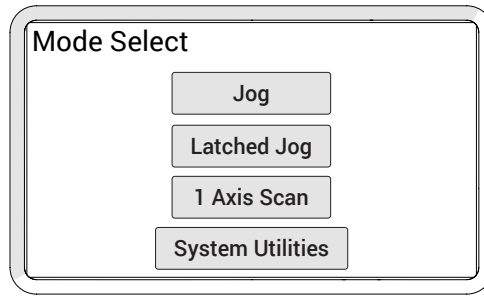 Mode Select
Jog
Latched Jog
1 Axis Scan
System Utilities